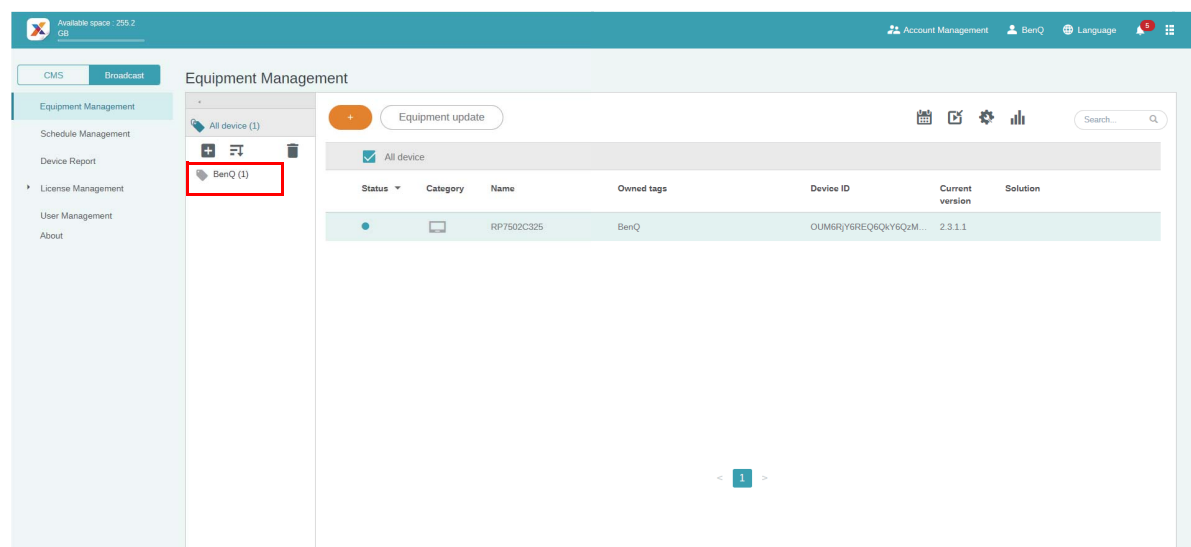 Available space : 255.2
GB
Account Management
BenQ
Language
5
CMS
Broadcast
Equipment Management
Schedule Management
Device Report
License Management
User Management
About
Equipment Management
All device (1)
BenQ (1)
+
Equipment update
Search...
All device
Status Category Name Owned tags Device ID Current version Solution
RP7502C325 BenQ OUM6RjY6REQ6QkY6QzM... 2.3.1.1
< 1 >